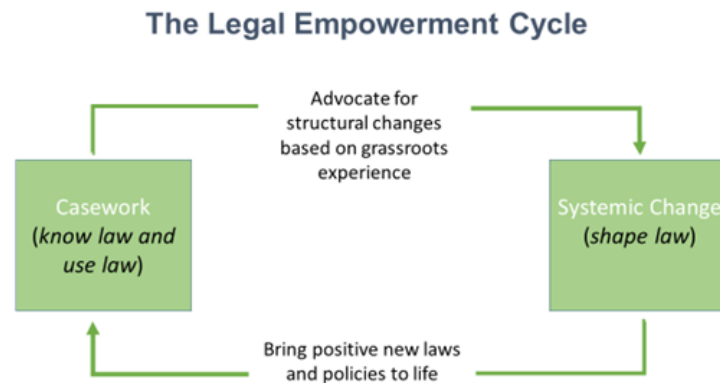 The Legal Empowerment Cycle
Advocate for
structural changes
based on grassroots
experience
Casework
(know law and
use law)
Systemic Change
(shape law)
Bring positive new laws
and policies to life